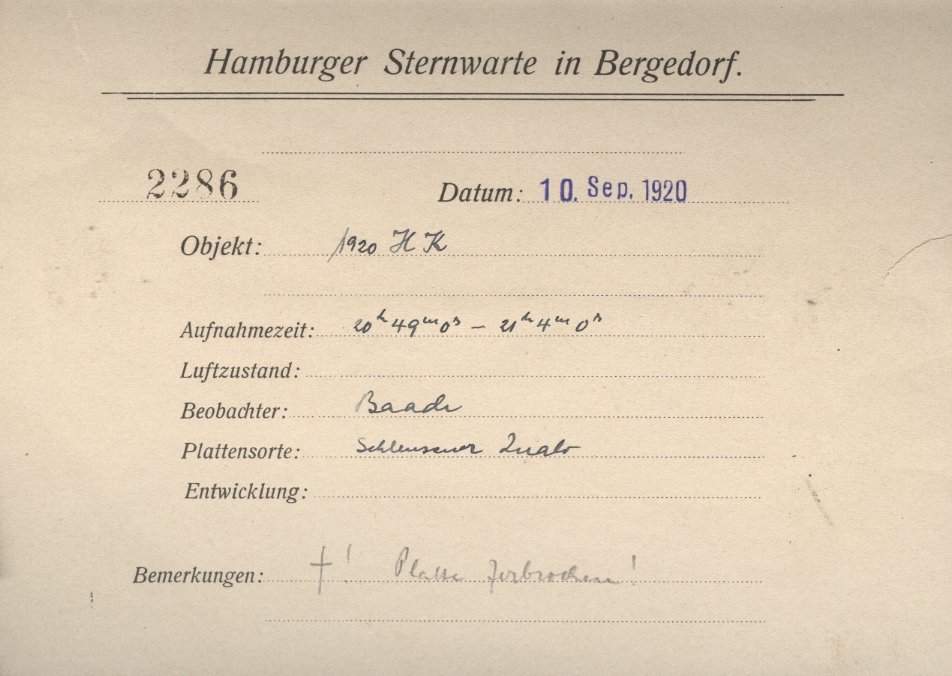 Hamburger Sternwarte in Bergedorf.
2286 Datum: 10. Sep. 1920
Objekt: 1920 HK
Aufnahmezeit: 20h 49m 0s – 21h 4m 0s
Luftzustand:
Beobachter: Baade
Plattensorte: Schleussner
Entwicklung:
Bemerkungen: †! Platte zerbrochen!